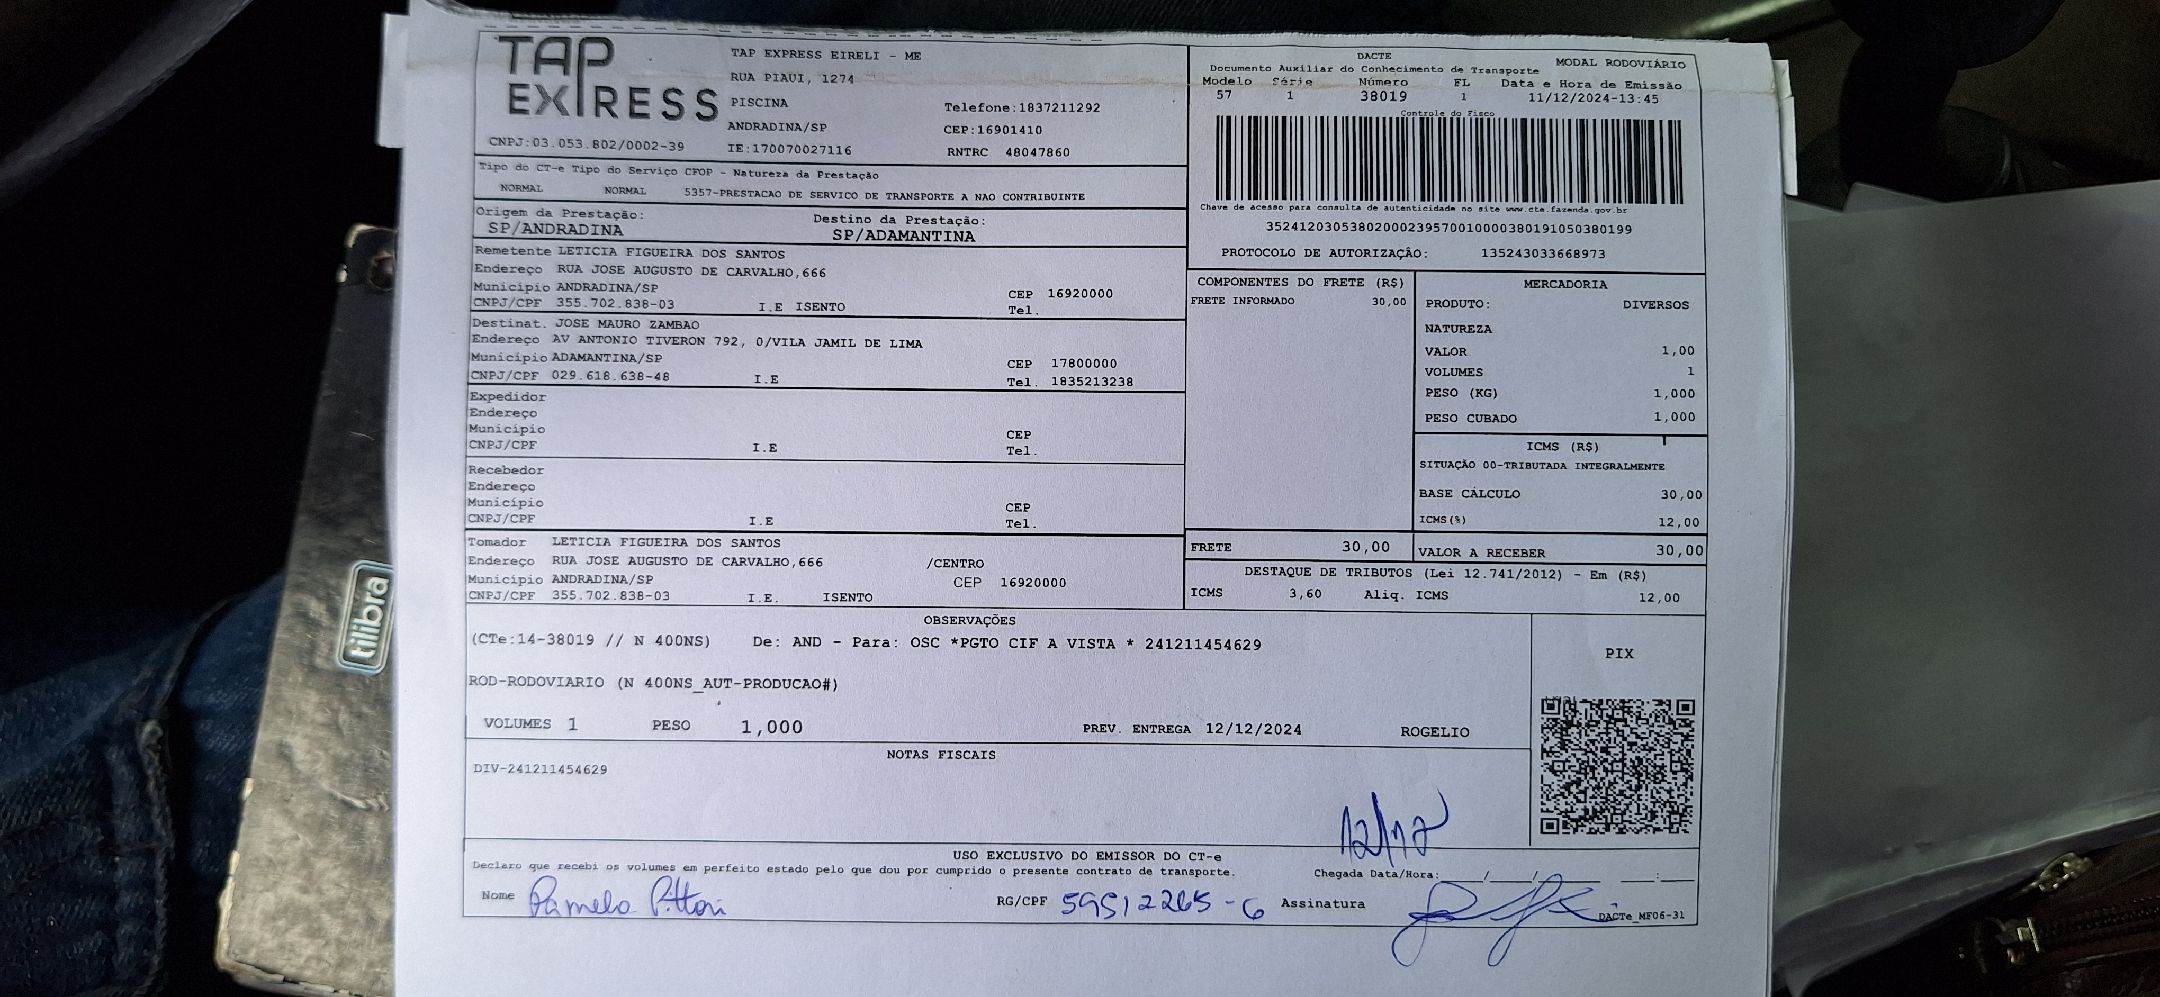 TAP
EXPRESS
CNPJ:03.053.802/0002-39
TAP EXPRESS EIRELI - ME
RUA PIAUI, 1274
PISCINA
Telefone:1837211292
ANDRADINA/SP
CEP:16901410
IE:170070027116
RNTRC 48047860
DACTE
Documento Auxiliar do Conhecimento de Transporte
MODAL RODOVIÁRIO
Modelo Série Número FL Data e Hora de Emissão
57 1 38019 1 11/12/2024-13:45
Controle do Fisco
Chave de acesso para consulta de autenticidade no site www.cte.fazenda.gov.br
35241203053802000239570010000380191050380199
PROTOCOLO DE AUTORIZAÇÃO: 135243033668973
Tipo do CT-e Tipo do Serviço CFOP - Natureza da Prestação
NORMAL NORMAL 5357-PRESTACAO DE SERVICO DE TRANSPORTE A NAO CONTRIBUINTE
Origem da Prestação: Destino da Prestação:
SP/ANDRADINA SP/ADAMANTINA
Remetente LETICIA FIGUEIRA DOS SANTOS
Endereço RUA JOSE AUGUSTO DE CARVALHO,666
Município ANDRADINA/SP CEP 16920000
CNPJ/CPF 355.702.838-03 I.E ISENTO Tel.
Destinat. JOSE MAURO ZAMBAO
Endereço AV ANTONIO TIVERON 792, 0/VILA JAMIL DE LIMA
Município ADAMANTINA/SP CEP 17800000
CNPJ/CPF 029.618.638-48 I.E Tel. 1835213238
Expedidor
Endereço
Município CEP
CNPJ/CPF I.E Tel.
Recebedor
Endereço
Município CEP
CNPJ/CPF I.E Tel.
Tomador LETICIA FIGUEIRA DOS SANTOS
Endereço RUA JOSE AUGUSTO DE CARVALHO,666 /CENTRO
Município ANDRADINA/SP CEP 16920000
CNPJ/CPF 355.702.838-03 I.E. ISENTO
COMPONENTES DO FRETE (R$)
FRETE INFORMADO 30,00
FRETE 30,00
MERCADORIA
PRODUTO: DIVERSOS
NATUREZA
VALOR 1,00
VOLUMES 1
PESO (KG) 1,000
PESO CUBADO 1,000
ICMS (R$)
SITUAÇÃO 00-TRIBUTADA INTEGRALMENTE
BASE CÁLCULO 30,00
ICMS(%) 12,00
VALOR A RECEBER 30,00
DESTAQUE DE TRIBUTOS (Lei 12.741/2012) - Em (R$)
ICMS 3,60 Aliq. ICMS 12,00
OBSERVAÇÕES
(CTe:14-38019 // N 400NS) De: AND - Para: OSC *PGTO CIF A VISTA * 241211454629
ROD-RODOVIARIO (N 400NS_AUT-PRODUCAO#)
VOLUMES 1 PESO 1,000 PREV. ENTREGA 12/12/2024 ROGELIO
PIX
NOTAS FISCAIS
DIV-241211454629
12/12
USO EXCLUSIVO DO EMISSOR DO CT-e
Declaro que recebi os volumes em perfeito estado pelo que dou por cumprido o presente contrato de transporte.
Chegada Data/Hora: / / :
Nome Pamela Pittori RG/CPF 59512265-6 Assinatura
DACTe_MF06-31
tilibra